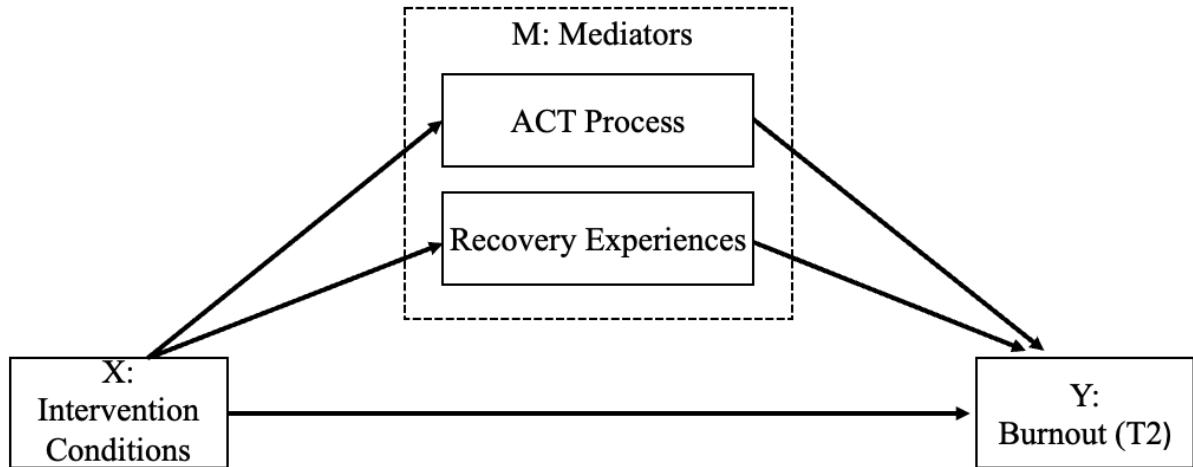 M: Mediators
ACT Process
Recovery Experiences
X:
Intervention
Conditions
Y:
Burnout (T2)